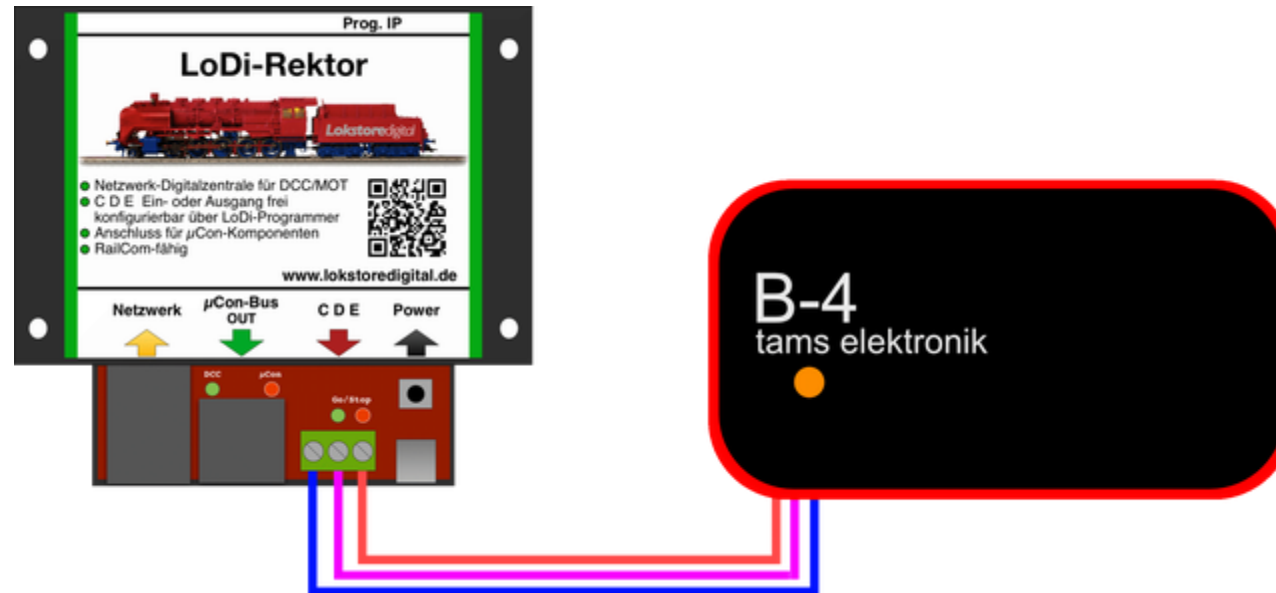 Prog. IP
LoDi-Rektor
Lokstoredigital
Netzwerk-Digitalzentrale für DCC/MOT
C D E Ein- oder Ausgang frei
konfigurierbar über LoDi-Programmer
Anschluss für µCon-Komponenten
RailCom-fähig
www.lokstoredigital.de
Netzwerk
µCon-Bus
OUT
C D E
Power
DCC
µCon
Go/Stop
B-4
tams elektronik